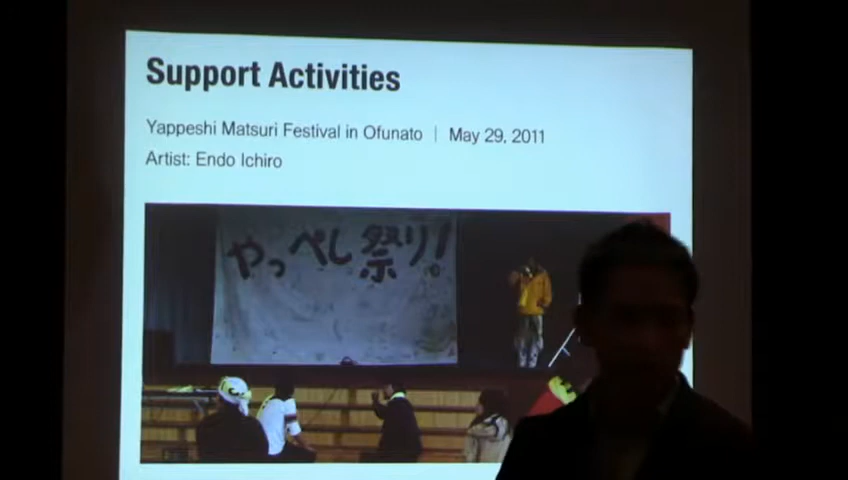 Support Activities
Yappeshi Matsuri Festival in Ofunato | May 29, 2011
Artist: Endo Ichiro
やっぺし祭り!